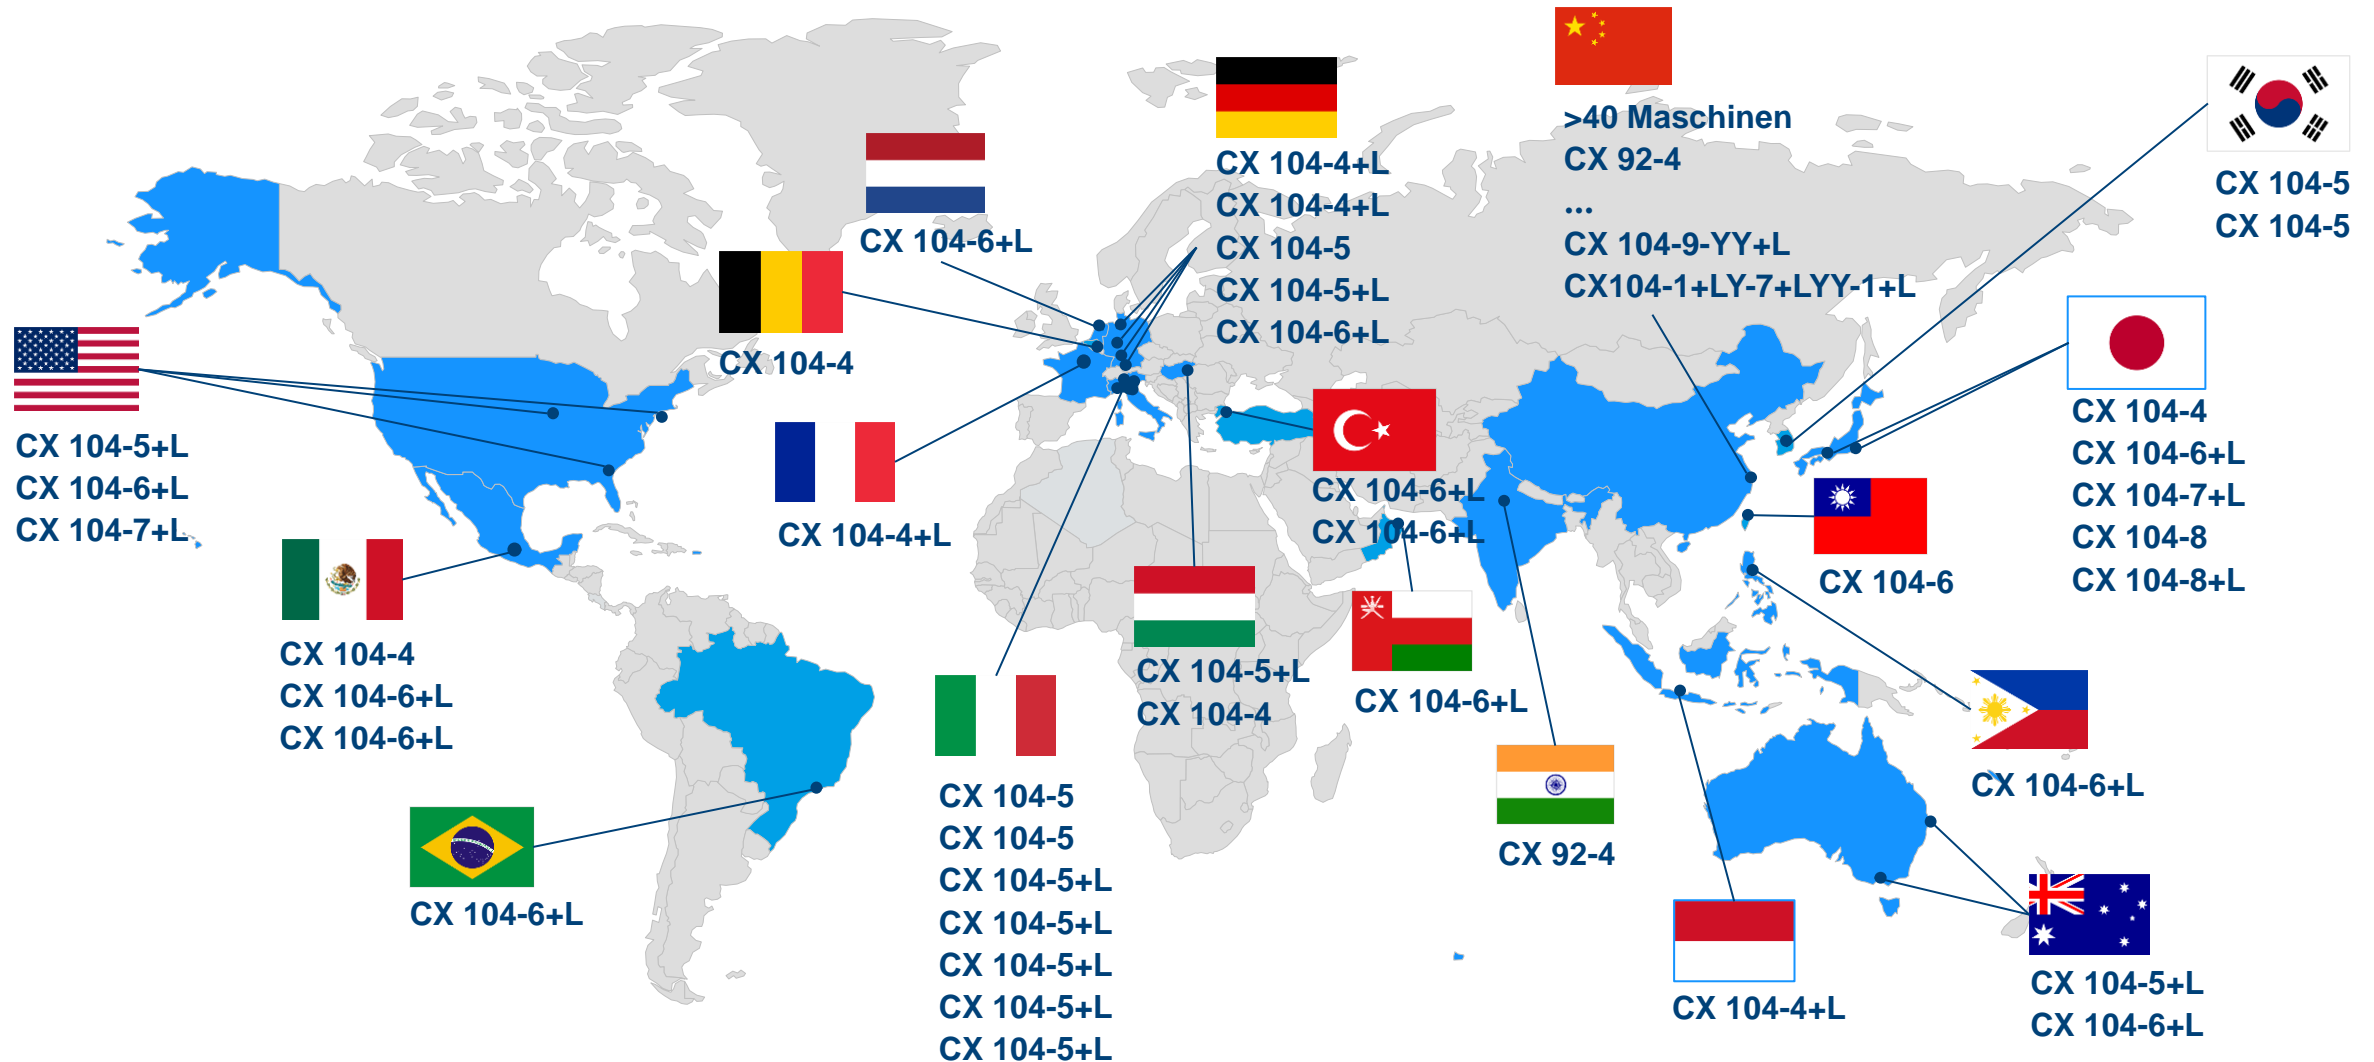 >40 Maschinen
CX 92-4
...
CX 104-9-YY+L
CX104-1+LY-7+LYY-1+L
CX 104-5
CX 104-5
CX 104-4+L
CX 104-4+L
CX 104-5
CX 104-5+L
CX 104-6+L
CX 104-6+L
CX 104-4
CX 104-5+L
CX 104-6+L
CX 104-7+L
CX 104-4+L
CX 104-6+L
CX 104-6+L
CX 104-4
CX 104-6+L
CX 104-7+L
CX 104-8
CX 104-8+L
CX 104-6
CX 104-4
CX 104-6+L
CX 104-6+L
CX 104-5+L
CX 104-4
CX 104-6+L
CX 104-6+L
CX 104-6+L
CX 104-5
CX 104-5
CX 104-5+L
CX 104-5+L
CX 104-5+L
CX 104-5+L
CX 104-5+L
CX 92-4
CX 104-4+L
CX 104-5+L
CX 104-6+L